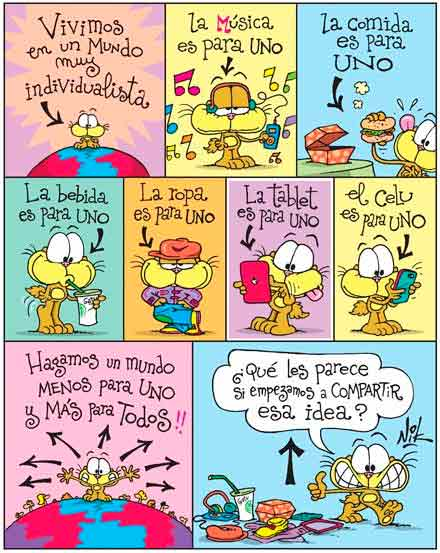 Vivimos
en un Mundo
muy
individualista
La Música
es para UNO
La comida
es para
UNO
La bebida
es para UNO
La ropa
es para UNO
La tablet
es para UNO
el Celu
es para UNO
Hagamos un mundo
MENOS para UNO
y MÁS para Todos!!
¿Qué les parece
si empezamos a COMPARTIR
esa idea?
Nik